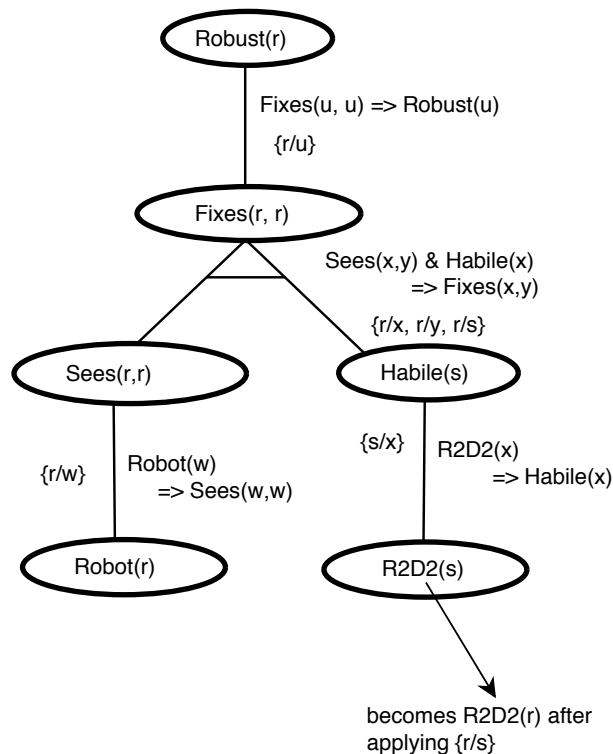 Robust(r)
Fixes(u, u) => Robust(u)
{r/u}
Fixes(r, r)
Sees(x,y) & Habile(x)
=> Fixes(x,y)
{r/x, r/y, r/s}
Sees(r,r)
Habile(s)
{r/w}
Robot(w)
=> Sees(w,w)
{s/x}
R2D2(x)
=> Habile(x)
Robot(r)
R2D2(s)
becomes R2D2(r) after
applying {r/s}